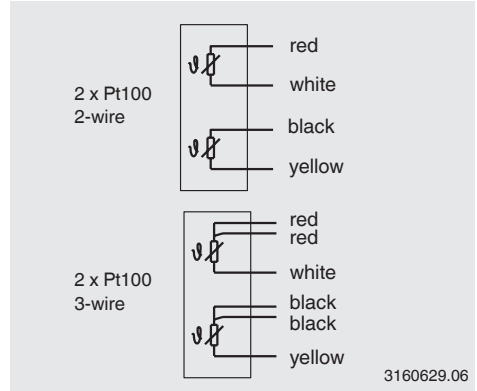 2 x Pt100
2-wire
red
white
black
yellow
2 x Pt100
3-wire
red
red
white
black
black
yellow
3160629.06